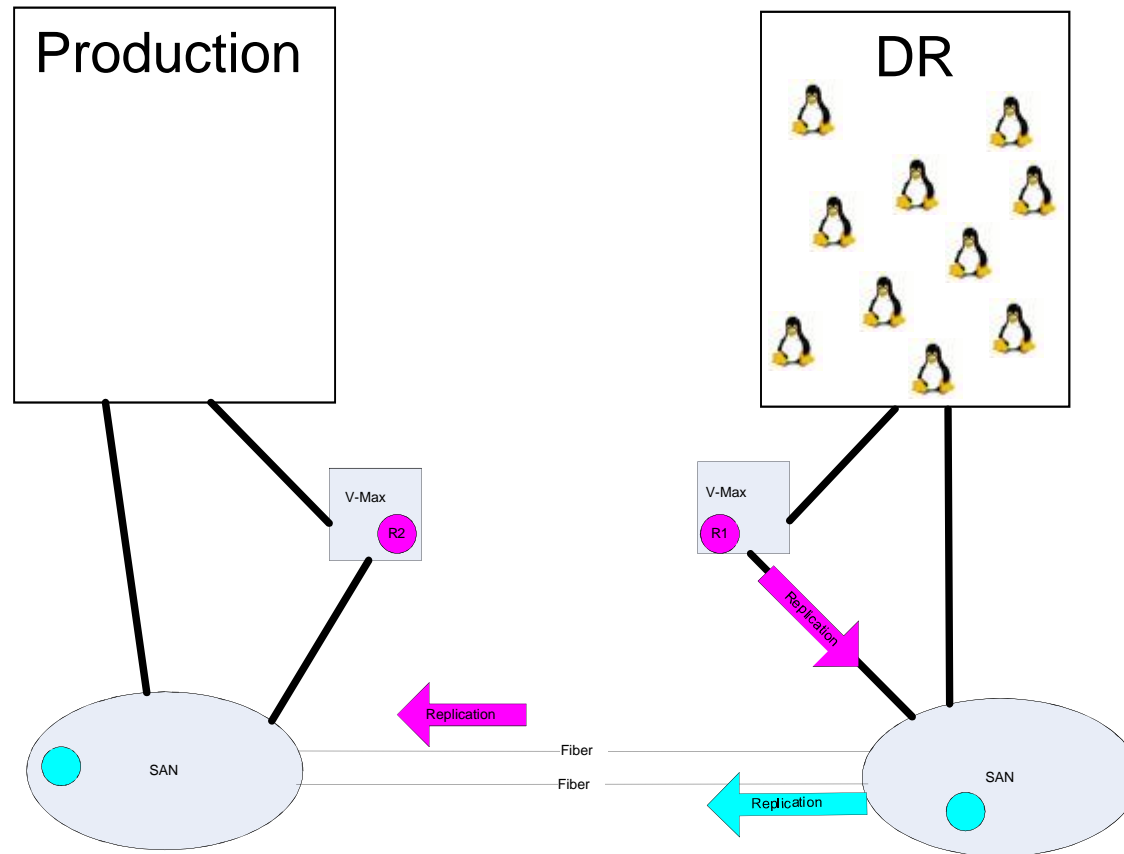 Production
DR
V-Max
R2
V-Max
R1
Replication
Replication
Fiber
SAN
SAN
Fiber
Replication